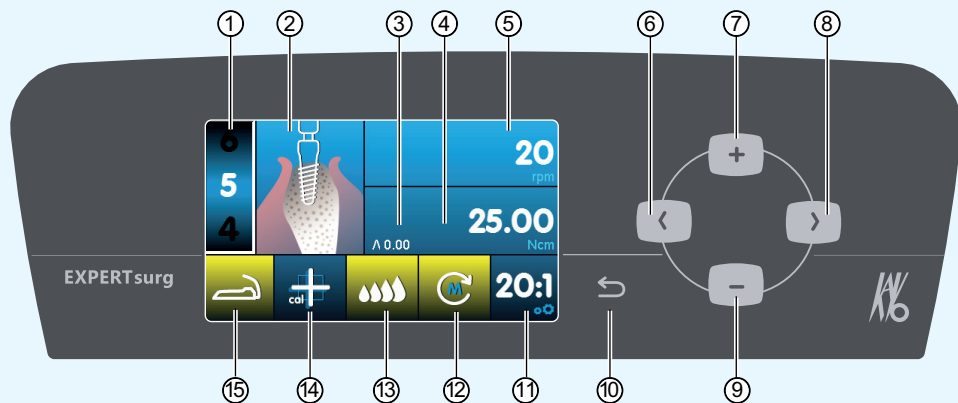 ① ② ③ ④ ⑤ ⑥ ⑦ ⑧
6
5
4
20
rpm
25.00
Ncm
Λ 0.00
+
‹ ›
−
EXPERTsurg
cal
M
20:1
KAVO
⑮ ⑭ ⑬ ⑫ ⑪ ⑩ ⑨